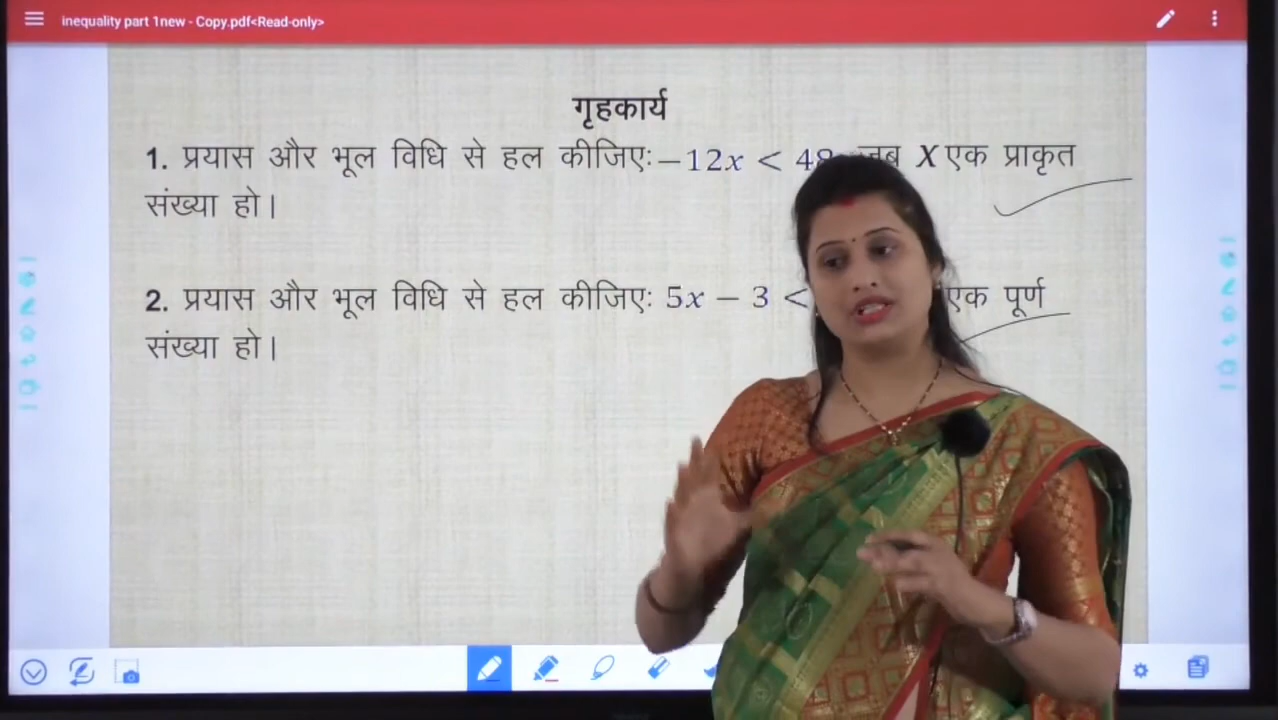 inequality part 1new - Copy.pdf<Read-only>
गृहकार्य
1. प्रयास और भूल विधि से हल कीजिए: −12x < 48 जब X एक प्राकृत
संख्या हो।
2. प्रयास और भूल विधि से हल कीजिए: 5x − 3 < एक पूर्ण
संख्या हो।